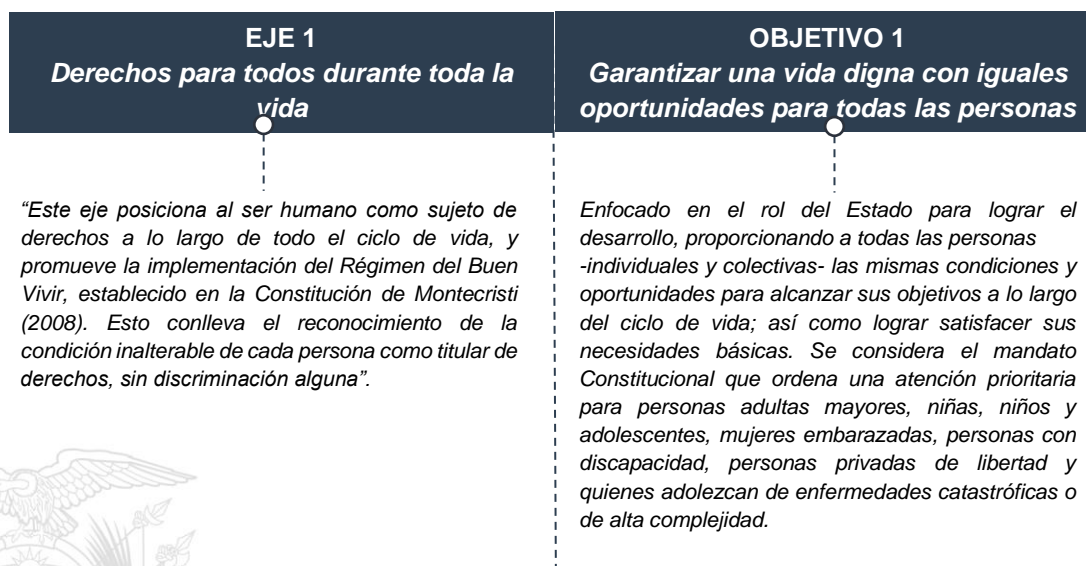 EJE 1
Derechos para todos durante toda la
vida
“Este eje posiciona al ser humano como sujeto de
derechos a lo largo de todo el ciclo de vida, y
promueve la implementación del Régimen del Buen
Vivir, establecido en la Constitución de Montecristi
(2008). Esto conlleva el reconocimiento de la
condición inalterable de cada persona como titular de
derechos, sin discriminación alguna”.
OBJETIVO 1
Garantizar una vida digna con iguales
oportunidades para todas las personas
Enfocado en el rol del Estado para lograr el
desarrollo, proporcionando a todas las personas
-individuales y colectivas- las mismas condiciones y
oportunidades para alcanzar sus objetivos a lo largo
del ciclo de vida; así como lograr satisfacer sus
necesidades básicas. Se considera el mandato
Constitucional que ordena una atención prioritaria
para personas adultas mayores, niñas, niños y
adolescentes, mujeres embarazadas, personas con
discapacidad, personas privadas de libertad y
quienes adolezcan de enfermedades catastróficas o
de alta complejidad.